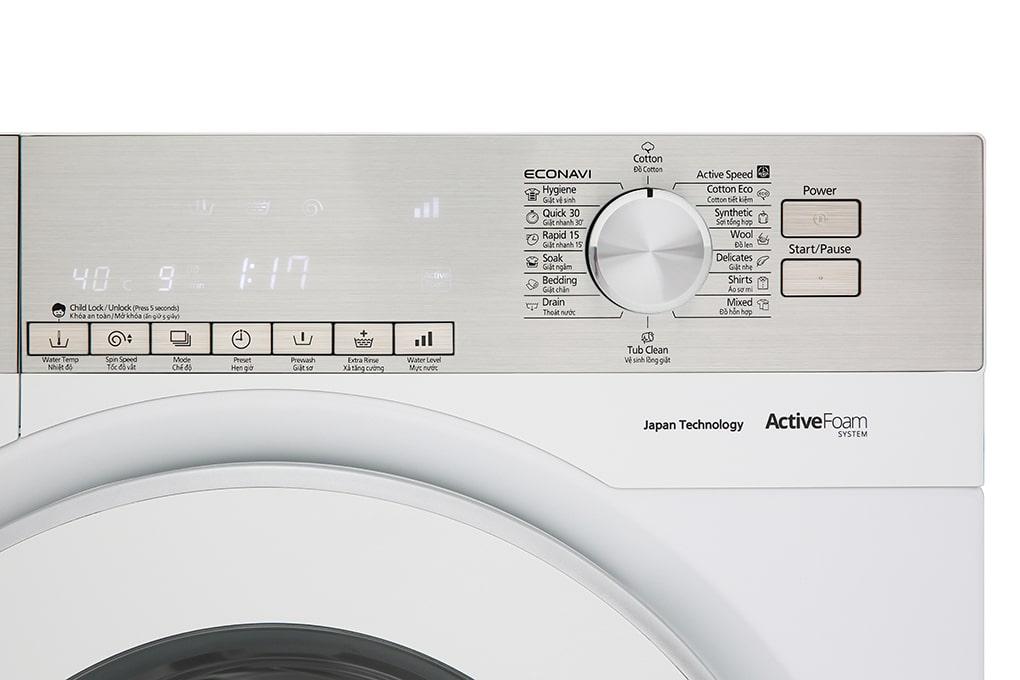 40 °C 9 min 1:17
Active
Child Lock/Unlock (Press 5 seconds)
Khóa an toàn/Mở khóa (ấn giữ 5 giây)
Water Temp
Nhiệt độ
Spin Speed
Tốc độ vắt
Mode
Chế độ
Preset
Hẹn giờ
Prewash
Giặt sơ
Extra Rinse
Xả tăng cường
Water Level
Mực nước
Cotton
Đồ Cotton
ECONAVI
Hygiene
Giặt vệ sinh
Quick 30
Giặt nhanh 30'
Rapid 15
Giặt nhanh 15'
Soak
Giặt ngâm
Bedding
Giặt chăn
Drain
Thoát nước
Active Speed
Cotton Eco
Cotton tiết kiệm
Synthetic
Sợi tổng hợp
Wool
Đồ len
Delicates
Giặt nhẹ
Shirts
Áo sơ mi
Mixed
Đồ hỗn hợp
Tub Clean
Vệ sinh lồng giặt
Power
Start/Pause
Japan Technology
ActiveFoam
SYSTEM